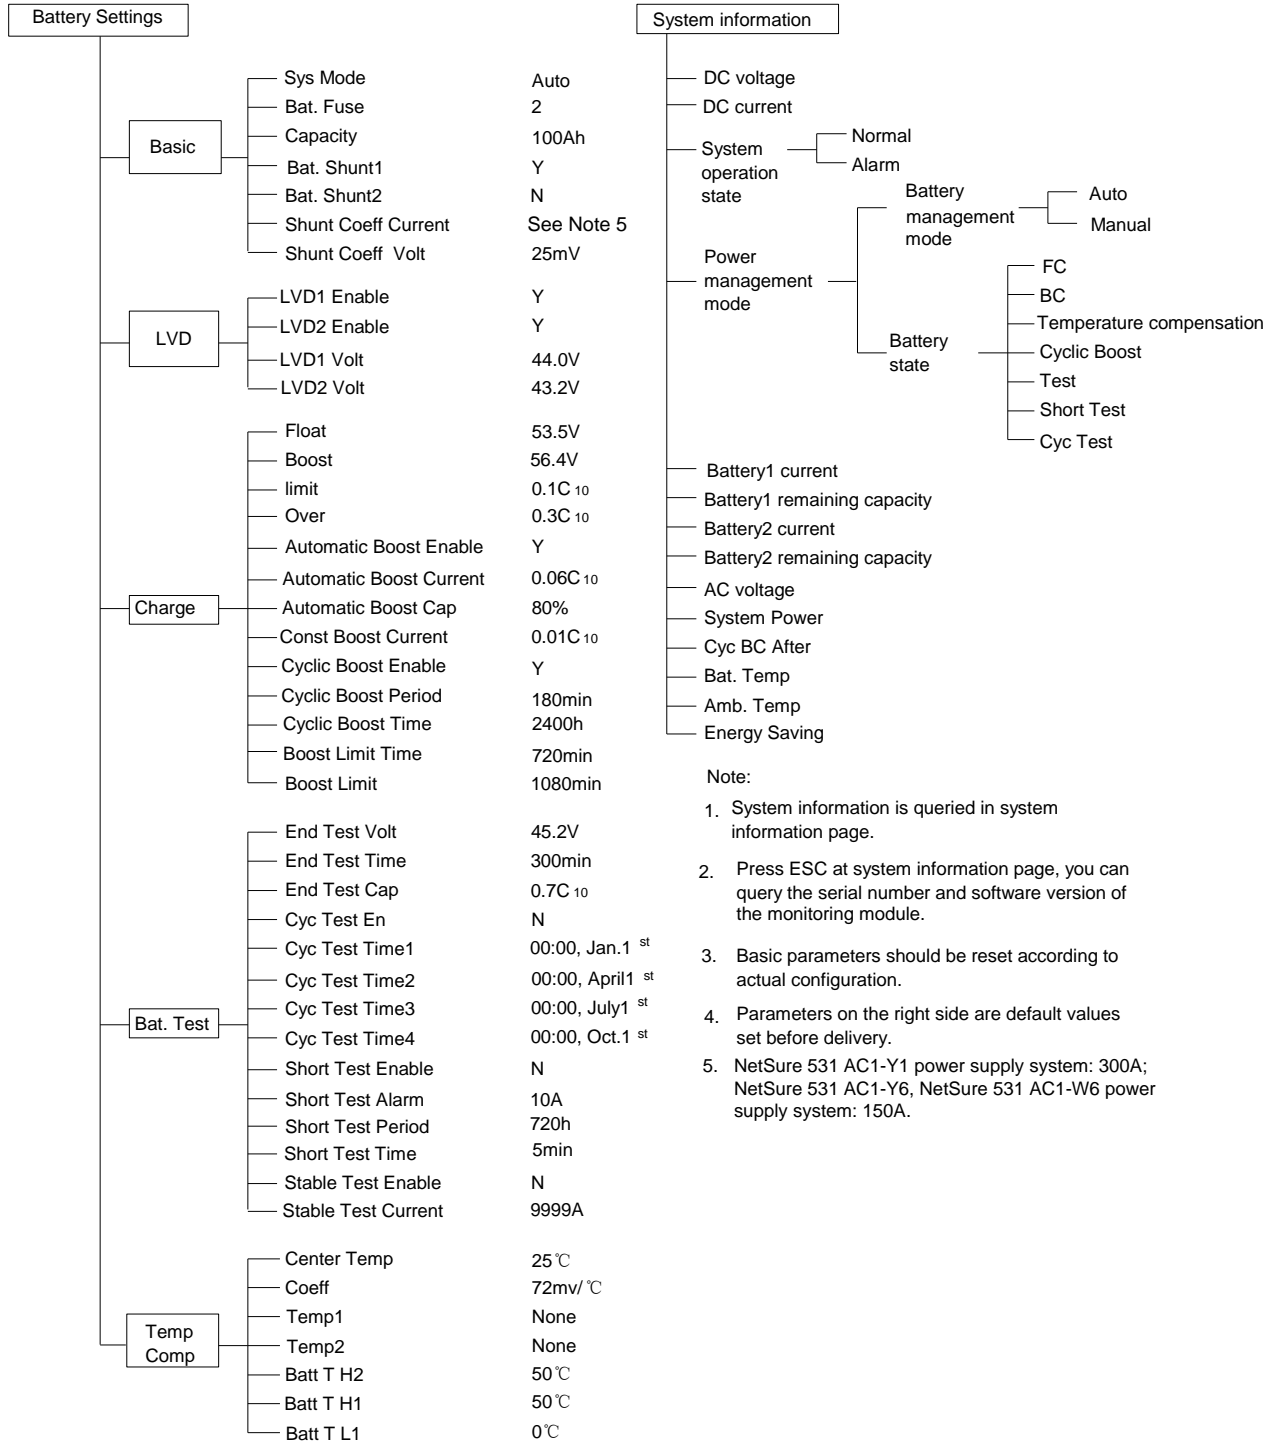 Battery Settings
Basic
Sys Mode Auto
Bat. Fuse 2
Capacity 100Ah
Bat. Shunt1 Y
Bat. Shunt2 N
Shunt Coeff Current See Note 5
Shunt Coeff Volt 25mV
LVD
LVD1 Enable Y
LVD2 Enable Y
LVD1 Volt 44.0V
LVD2 Volt 43.2V
Charge
Float 53.5V
Boost 56.4V
limit 0.1C10
Over 0.3C10
Automatic Boost Enable Y
Automatic Boost Current 0.06C10
Automatic Boost Cap 80%
Const Boost Current 0.01C10
Cyclic Boost Enable Y
Cyclic Boost Period 180min
Cyclic Boost Time 2400h
Boost Limit Time 720min
Boost Limit 1080min
Bat. Test
End Test Volt 45.2V
End Test Time 300min
End Test Cap 0.7C10
Cyc Test En N
Cyc Test Time1 00:00, Jan.1 st
Cyc Test Time2 00:00, April1 st
Cyc Test Time3 00:00, July1 st
Cyc Test Time4 00:00, Oct.1 st
Short Test Enable N
Short Test Alarm 10A
Short Test Period 720h
Short Test Time 5min
Stable Test Enable N
Stable Test Current 9999A
Temp
Comp
Center Temp 25℃
Coeff 72mv/℃
Temp1 None
Temp2 None
Batt T H2 50℃
Batt T H1 50℃
Batt T L1 0℃
System information
DC voltage
DC current
System
operation
state
Normal
Alarm
Power
management
mode
Battery
management
mode
Auto
Manual
Battery
state
FC
BC
Temperature compensation
Cyclic Boost
Test
Short Test
Cyc Test
Battery1 current
Battery1 remaining capacity
Battery2 current
Battery2 remaining capacity
AC voltage
System Power
Cyc BC After
Bat. Temp
Amb. Temp
Energy Saving
Note:
1. System information is queried in system
information page.
2. Press ESC at system information page, you can
query the serial number and software version of
the monitoring module.
3. Basic parameters should be reset according to
actual configuration.
4. Parameters on the right side are default values
set before delivery.
5. NetSure 531 AC1-Y1 power supply system: 300A;
NetSure 531 AC1-Y6, NetSure 531 AC1-W6 power
supply system: 150A.